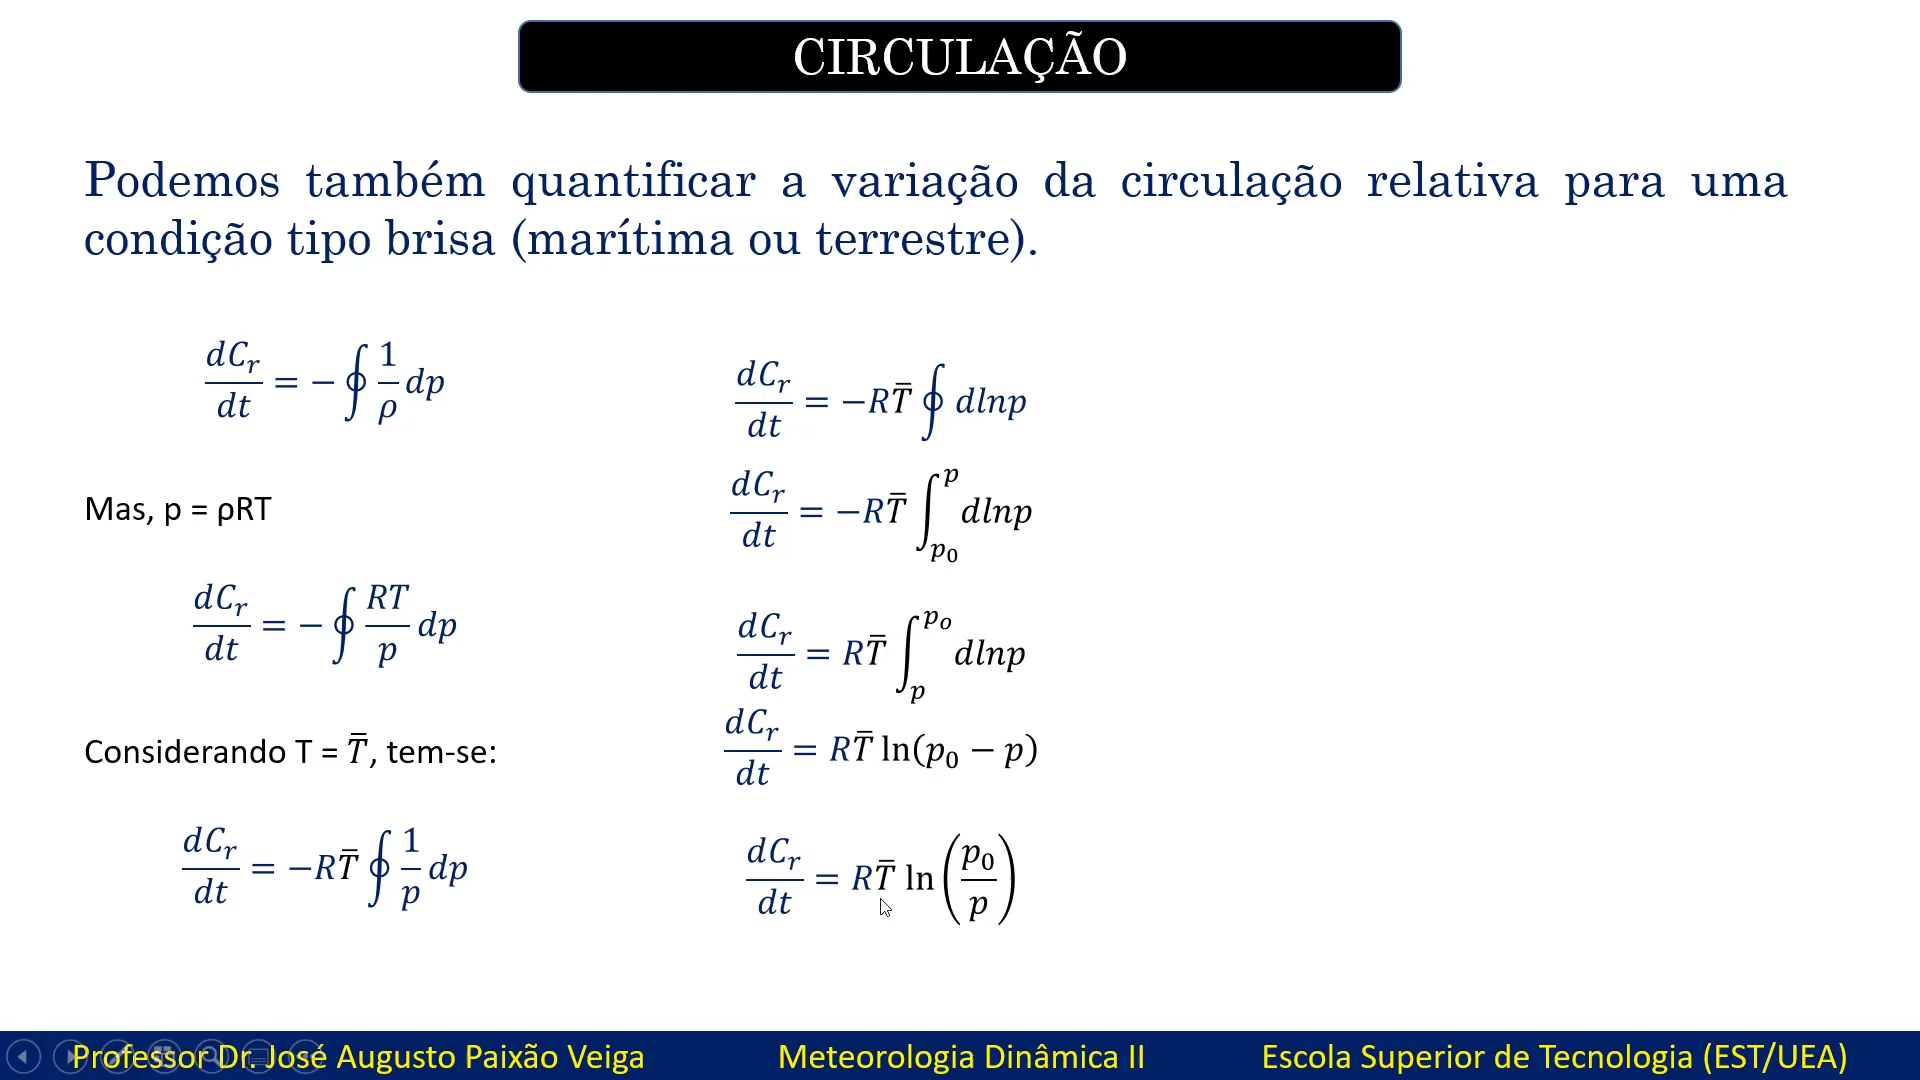 CIRCULAÇÃO
Podemos também quantificar a variação da circulação relativa para uma
condição tipo brisa (marítima ou terrestre).
dC_r/dt = −∮ 1/ρ dp
Mas, p = ρRT
dC_r/dt = −∮ RT/p dp
Considerando T = T̄, tem-se:
dC_r/dt = −RT̄ ∮ 1/p dp
dC_r/dt = −RT̄ ∮ dlnp
dC_r/dt = −RT̄ ∫_{p_0}^{p} dlnp
dC_r/dt = RT̄ ∫_{p}^{p_o} dlnp
dC_r/dt = RT̄ ln(p_0 − p)
dC_r/dt = RT̄ ln(p_0/p)
Professor Dr. José Augusto Paixão Veiga
Meteorologia Dinâmica II
Escola Superior de Tecnologia (EST/UEA)